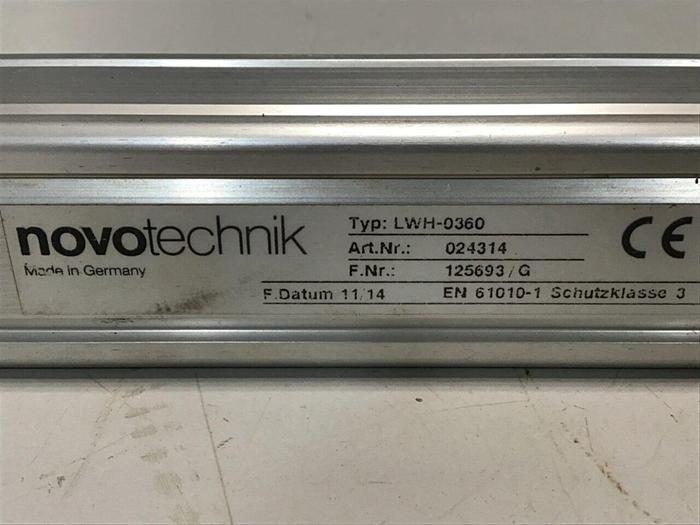 novotechnik
Made in Germany
Typ: LWH-0360
Art.Nr.: 024314
F.Nr.: 125693/G
F.Datum 11/14 EN 61010-1 Schutzklasse 3
CE